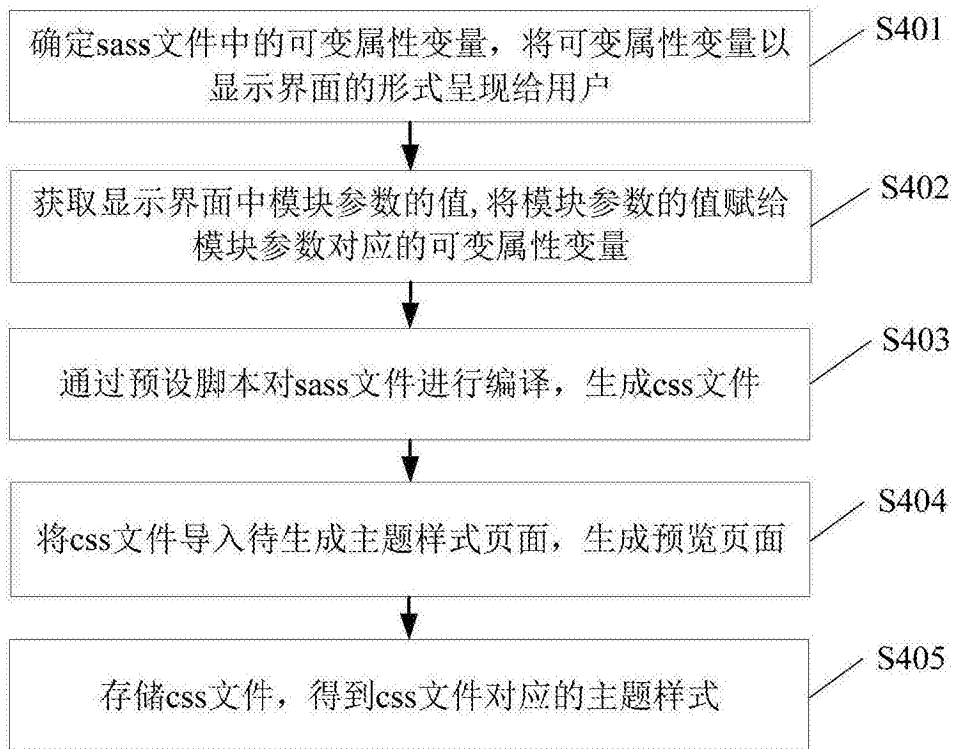 确定sass文件中的可变属性变量，将可变属性变量以
显示界面的形式呈现给用户
S401
获取显示界面中模块参数的值,将模块参数的值赋给
模块参数对应的可变属性变量
S402
通过预设脚本对sass文件进行编译，生成css文件
S403
将css文件导入待生成主题样式页面，生成预览页面
S404
存储css文件，得到css文件对应的主题样式
S405